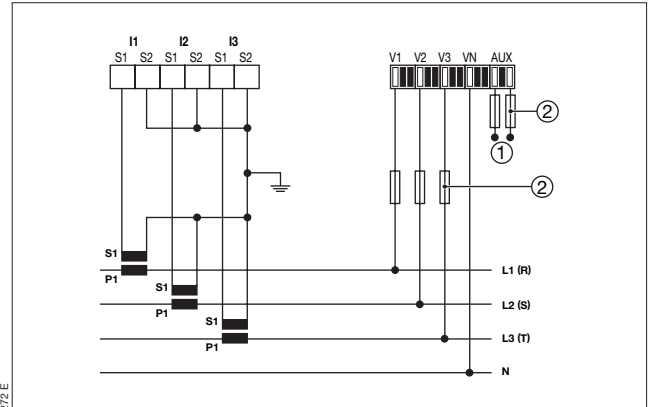 I1 I2 I3
S1 S2 S1 S2 S1 S2
V1 V2 V3 VN AUX
2
1
2
S1
P1
L1 (R)
S1
P1
L2 (S)
S1
P1
L3 (T)
N
272 E